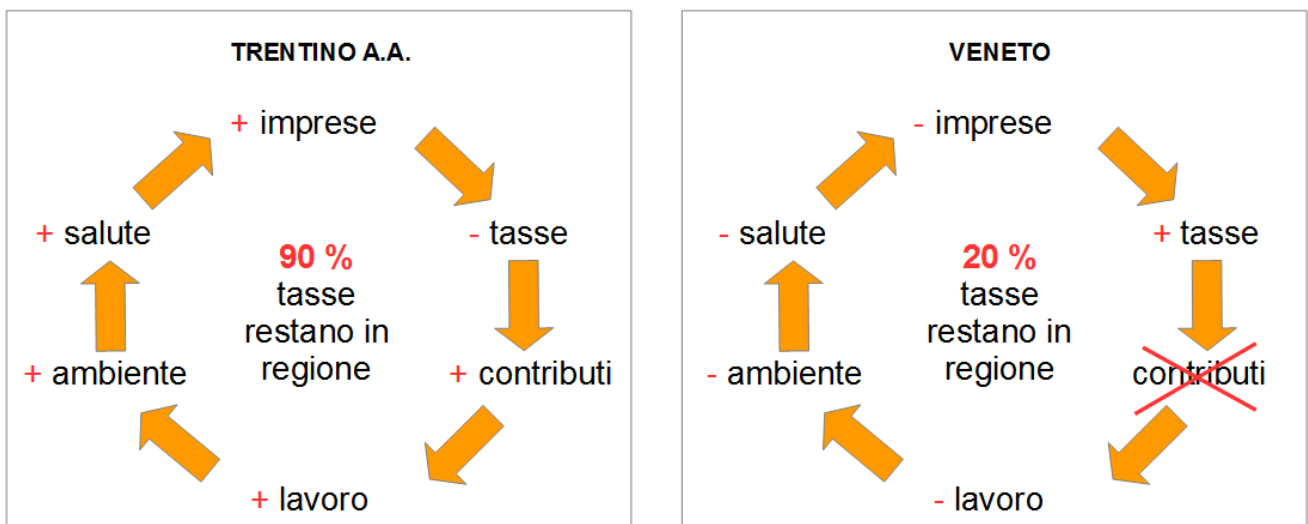 TRENTINO A.A.
+ imprese
- tasse
+ contributi
+ lavoro
+ ambiente
+ salute
90 %
tasse
restano in
regione
VENETO
- imprese
+ tasse
contributi
- lavoro
- ambiente
- salute
20 %
tasse
restano in
regione